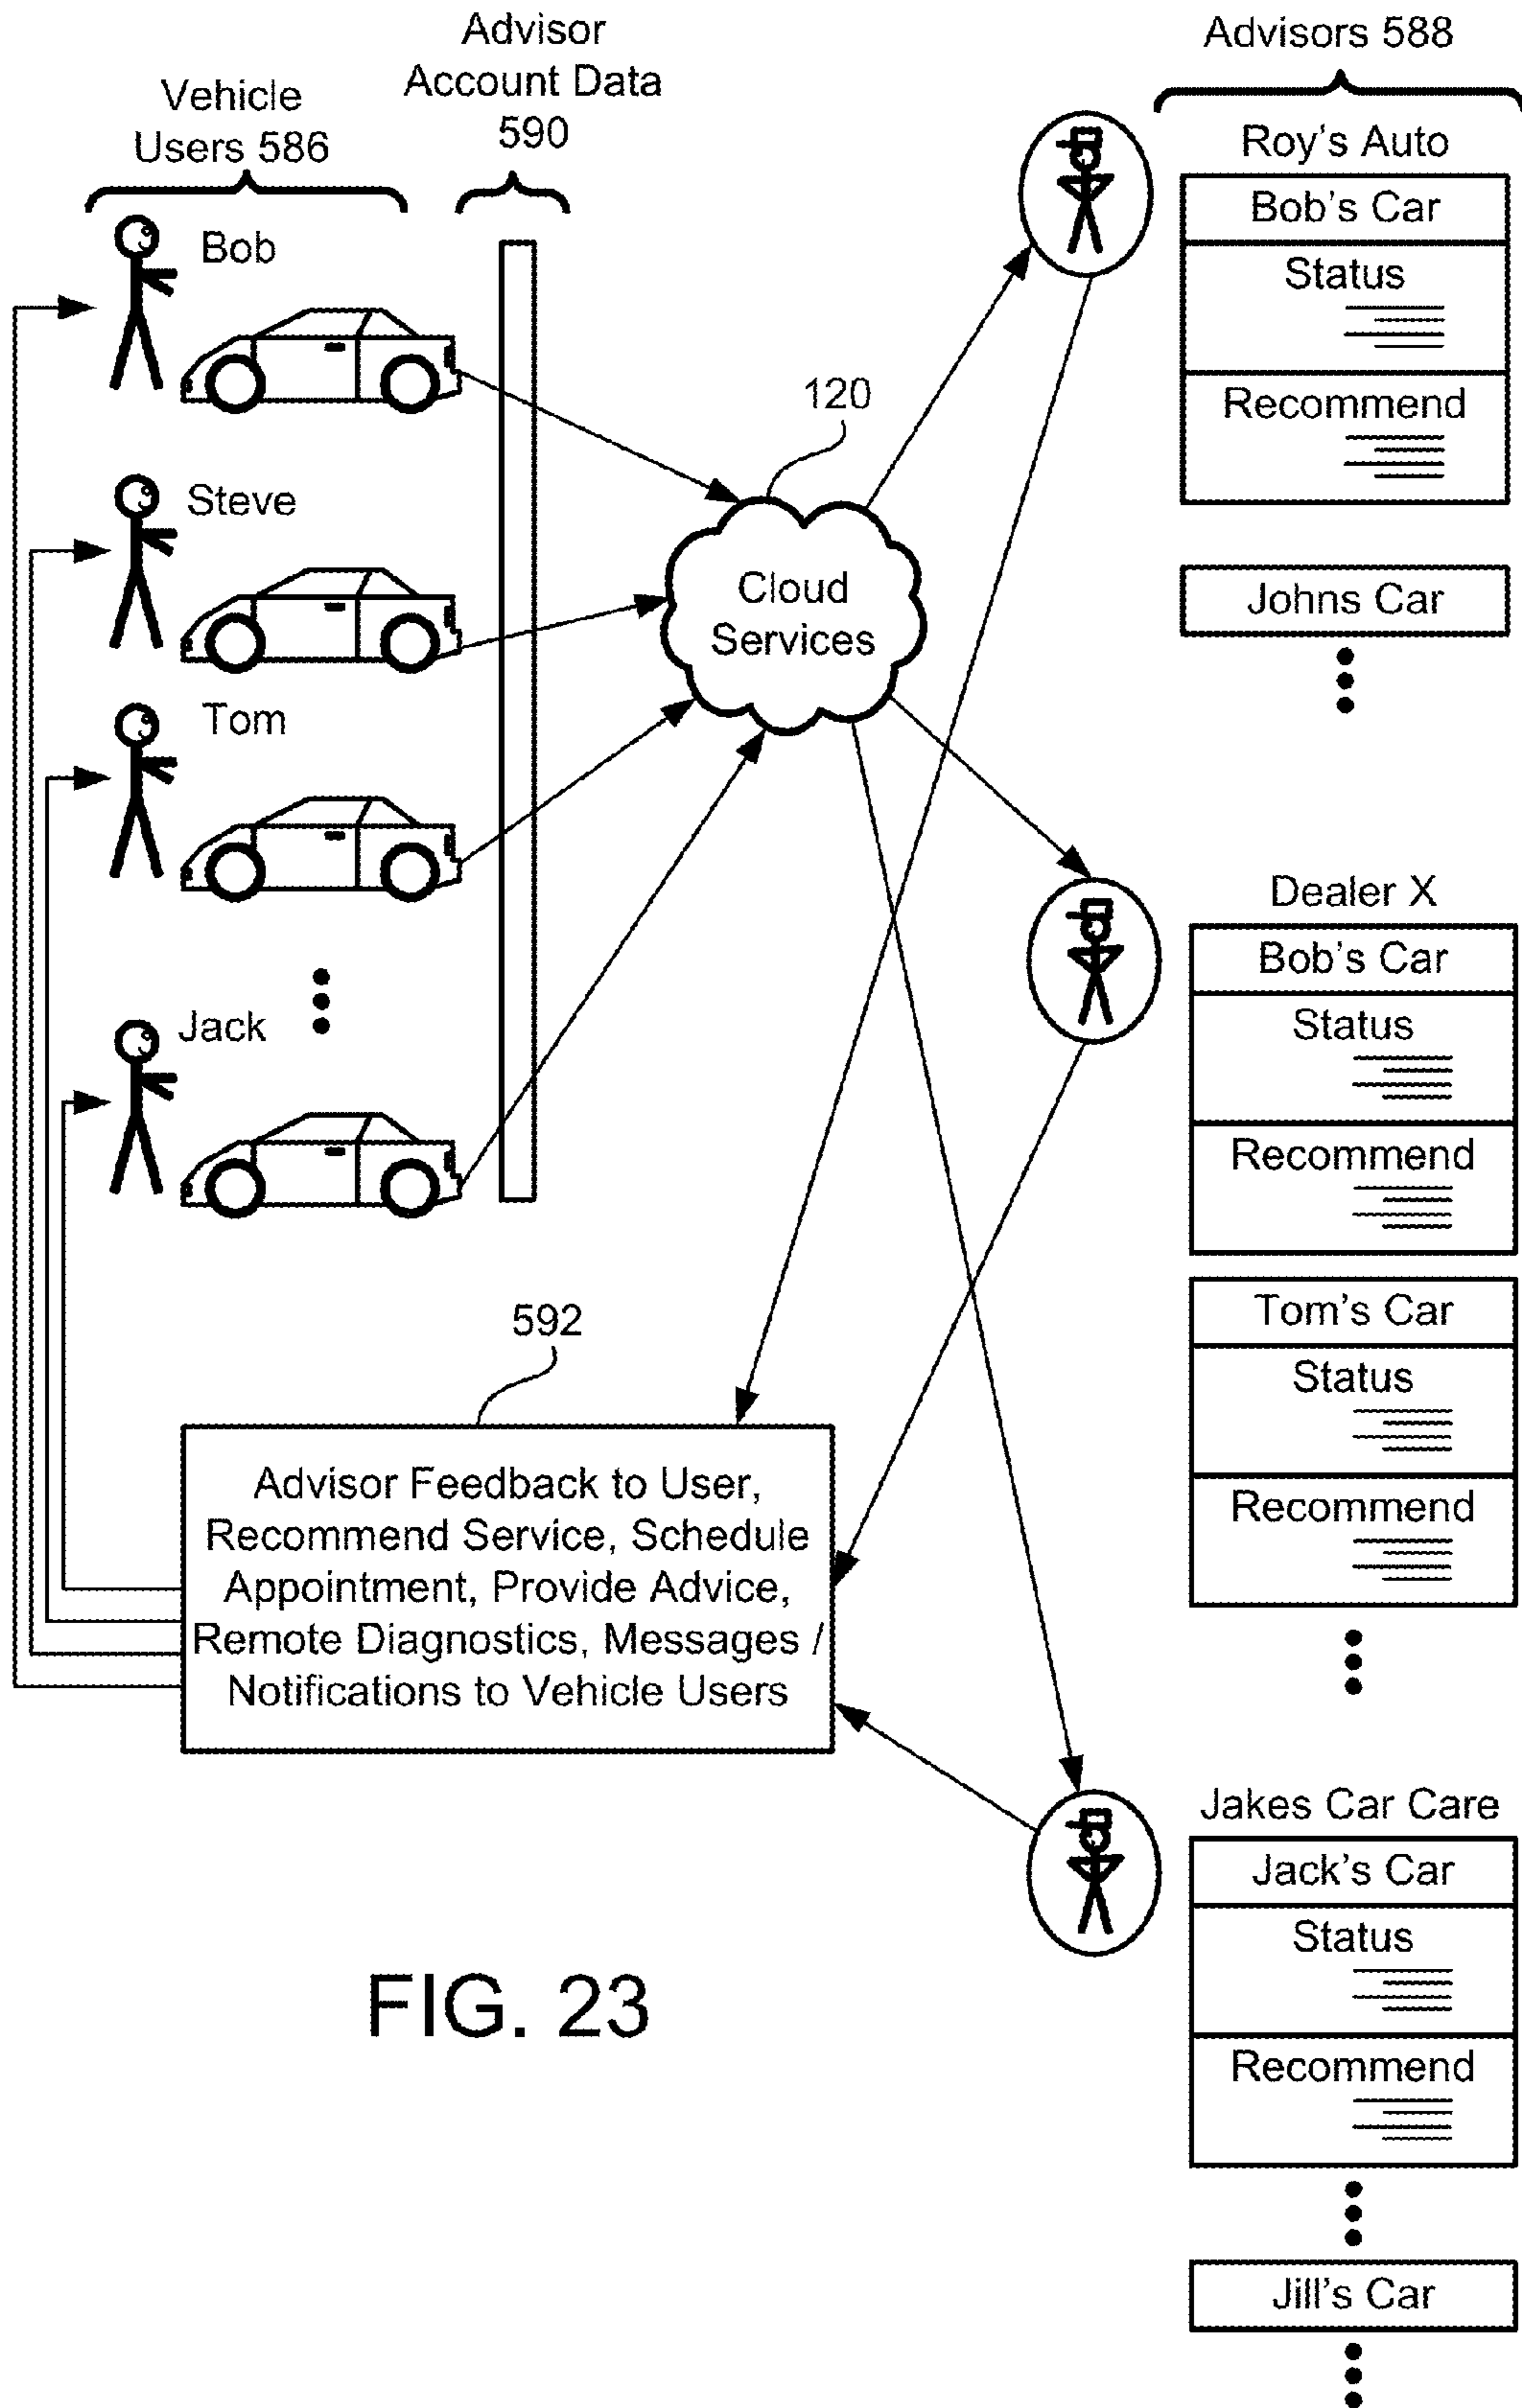 Vehicle
Users 586
Advisor
Account Data
590
Advisors 588
Bob
Steve
Tom
Jack
120
Cloud
Services
Roy's Auto
Bob's Car
Status
Recommend
Johns Car
Dealer X
Bob's Car
Status
Recommend
Tom's Car
Status
Recommend
Jakes Car Care
Jack's Car
Status
Recommend
Jill's Car
592
Advisor Feedback to User,
Recommend Service, Schedule
Appointment, Provide Advice,
Remote Diagnostics, Messages /
Notifications to Vehicle Users
FIG. 23